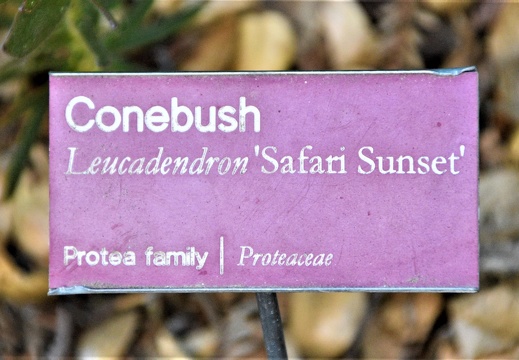 Conebush
Leucadendron 'Safari Sunset'
Protea family | Proteaceae